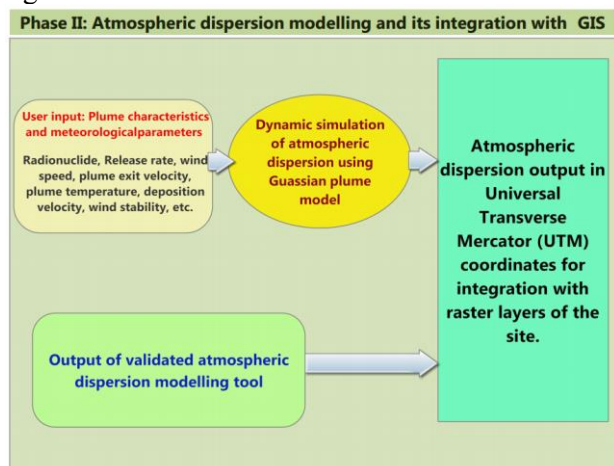 Phase II: Atmospheric dispersion modelling and its integration with GIS
User input: Plume characteristics
and meteorologicalparameters
Radionuclide, Release rate, wind
speed, plume exit velocity,
plume temperature, deposition
velocity, wind stability, etc.
Dynamic simulation
of atmospheric
dispersion using
Guassian plume
model
Atmospheric
dispersion output in
Universal
Transverse
Mercator (UTM)
coordinates for
integration with
raster layers of the
site.
Output of validated atmospheric
dispersion modelling tool